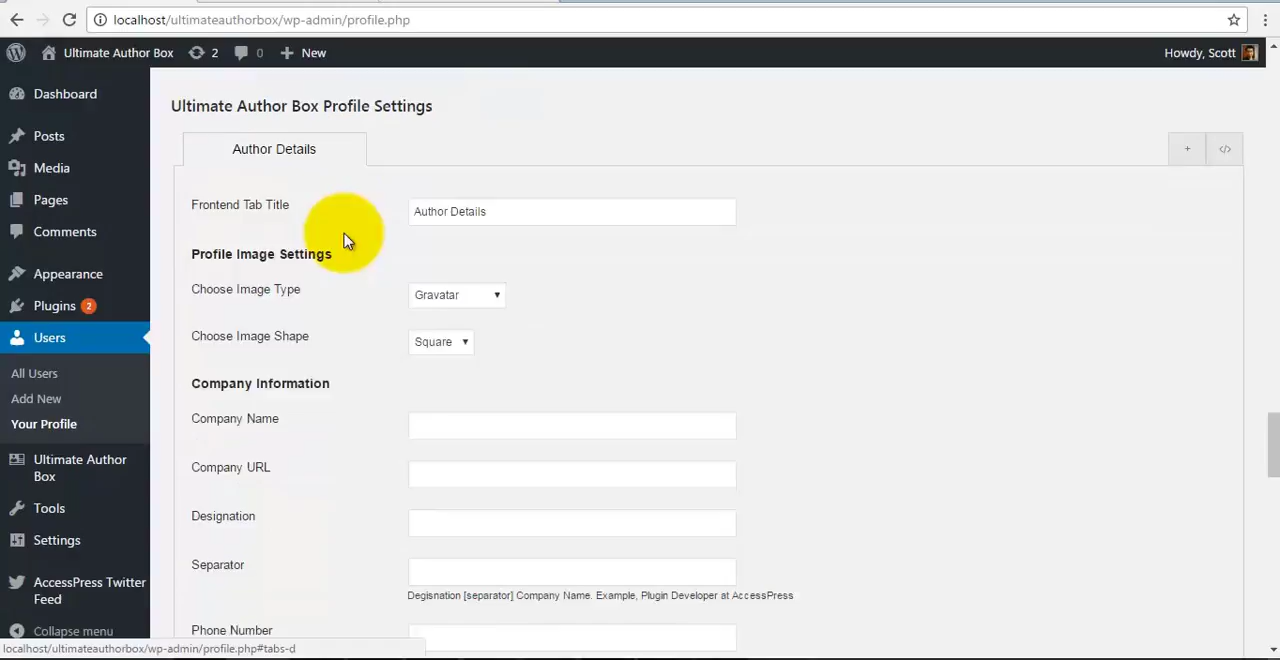 localhost/ultimateauthorbox/wp-admin/profile.php
Ultimate Author Box 2 0 + New Howdy, Scott
Dashboard
Posts
Media
Pages
Comments
Appearance
Plugins 2
Users
All Users
Add New
Your Profile
Ultimate Author
Box
Tools
Settings
AccessPress Twitter
Feed
Collapse menu
Ultimate Author Box Profile Settings
Author Details + </>
Frontend Tab Title Author Details
Profile Image Settings
Choose Image Type Gravatar
Choose Image Shape Square
Company Information
Company Name
Company URL
Designation
Separator
Degisnation [separator] Company Name. Example, Plugin Developer at AccessPress
Phone Number
localhost/ultimateauthorbox/wp-admin/profile.php#tabs-d